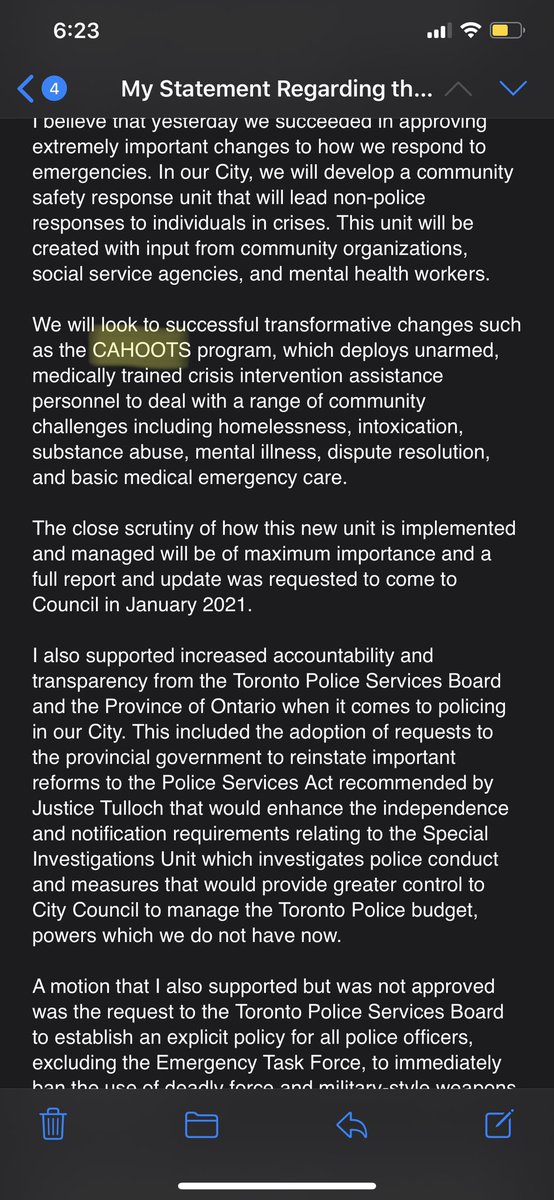 6:23
4
My Statement Regarding th...
I believe that yesterday we succeeded in approving
extremely important changes to how we respond to
emergencies. In our City, we will develop a community
safety response unit that will lead non-police
responses to individuals in crises. This unit will be
created with input from community organizations,
social service agencies, and mental health workers.
We will look to successful transformative changes such
as the CAHOOTS program, which deploys unarmed,
medically trained crisis intervention assistance
personnel to deal with a range of community
challenges including homelessness, intoxication,
substance abuse, mental illness, dispute resolution,
and basic medical emergency care.
The close scrutiny of how this new unit is implemented
and managed will be of maximum importance and a
full report and update was requested to come to
Council in January 2021.
I also supported increased accountability and
transparency from the Toronto Police Services Board
and the Province of Ontario when it comes to policing
in our City. This included the adoption of requests to
the provincial government to reinstate important
reforms to the Police Services Act recommended by
Justice Tulloch that would enhance the independence
and notification requirements relating to the Special
Investigations Unit which investigates police conduct
and measures that would provide greater control to
City Council to manage the Toronto Police budget,
powers which we do not have now.
A motion that I also supported but was not approved
was the request to the Toronto Police Services Board
to establish an explicit policy for all police officers,
excluding the Emergency Task Force, to immediately
ban the use of deadly force and military-style weapons